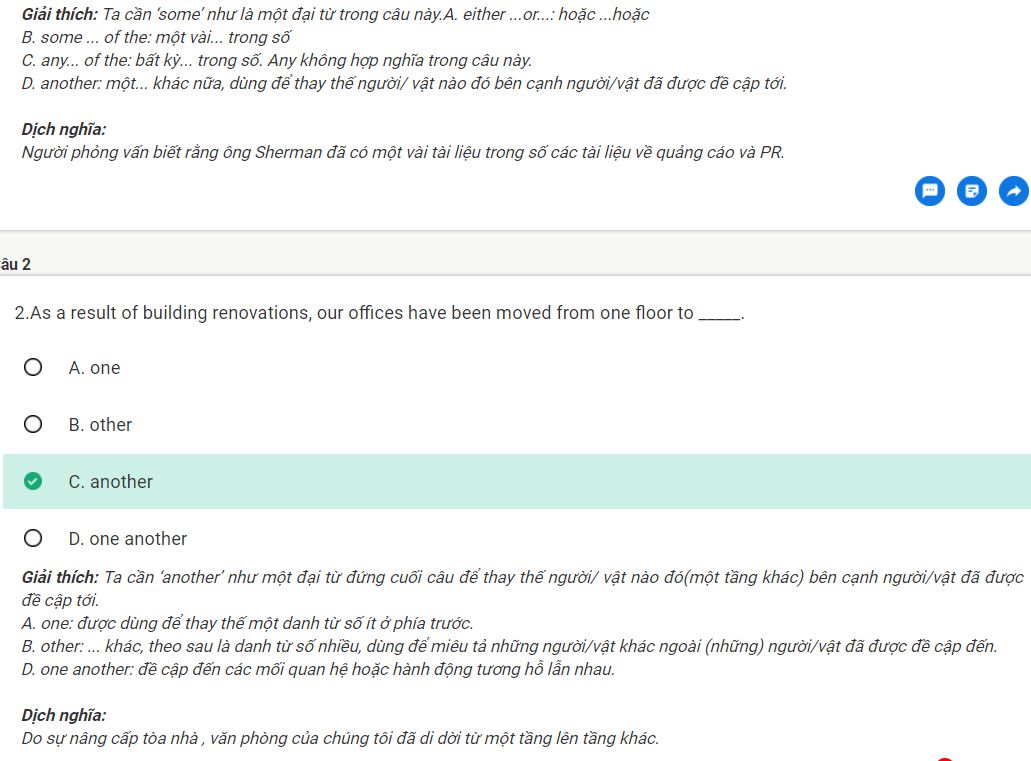 Giải thích: Ta cần ‘some’ như là một đại từ trong câu này.A. either ...or...: hoặc ...hoặc
B. some ... of the: một vài... trong số
C. any... of the: bất kỳ... trong số. Any không hợp nghĩa trong câu này.
D. another: một... khác nữa, dùng để thay thế người/ vật nào đó bên cạnh người/vật đã được đề cập tới.
Dịch nghĩa:
Người phỏng vấn biết rằng ông Sherman đã có một vài tài liệu trong số các tài liệu về quảng cáo và PR.
âu 2
2.As a result of building renovations, our offices have been moved from one floor to _____.
A. one
B. other
C. another
D. one another
Giải thích: Ta cần ‘another’ như một đại từ đứng cuối câu để thay thế người/ vật nào đó(một tầng khác) bên cạnh người/vật đã được
đề cập tới.
A. one: được dùng để thay thế một danh từ số ít ở phía trước.
B. other: ... khác, theo sau là danh từ số nhiều, dùng để miêu tả những người/vật khác ngoài (những) người/vật đã được đề cập đến.
D. one another: đề cập đến các mối quan hệ hoặc hành động tương hỗ lẫn nhau.
Dịch nghĩa:
Do sự nâng cấp tòa nhà , văn phòng của chúng tôi đã di dời từ một tầng lên tầng khác.